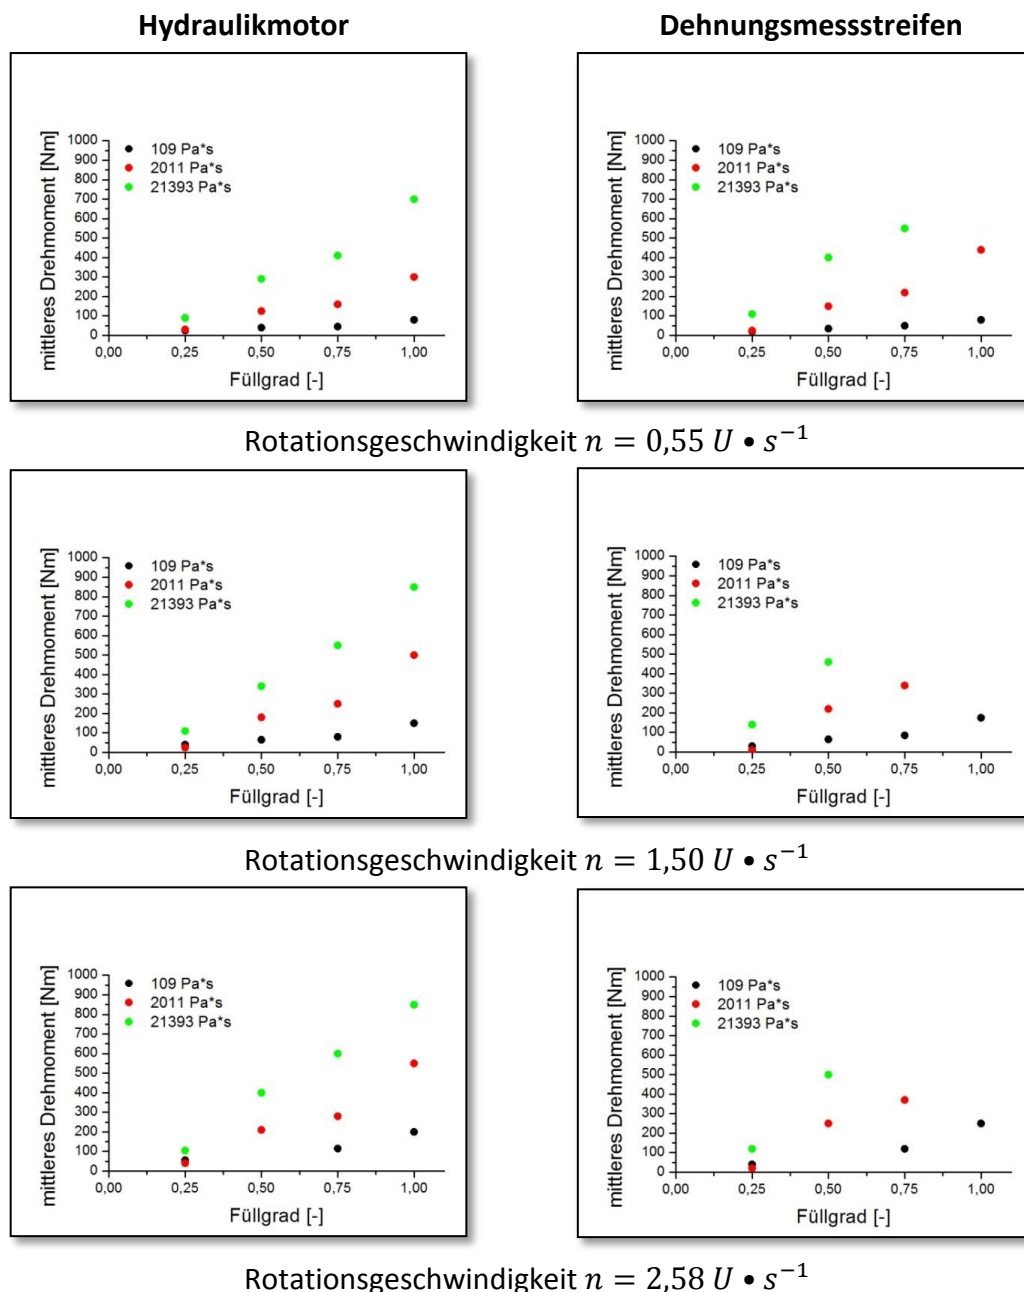 Hydraulikmotor
Dehnungsmessstreifen
mittleres Drehmoment [Nm]
1000
900
800
700
600
500
400
300
200
100
0
109 Pa*s
2011 Pa*s
21393 Pa*s
0,00 0,25 0,50 0,75 1,00
Füllgrad [-]
mittleres Drehmoment [Nm]
1000
900
800
700
600
500
400
300
200
100
0
109 Pa*s
2011 Pa*s
21393 Pa*s
0,00 0,25 0,50 0,75 1,00
Füllgrad [-]
Rotationsgeschwindigkeit n = 0,55 U • s⁻¹
mittleres Drehmoment [Nm]
1000
900
800
700
600
500
400
300
200
100
0
109 Pa*s
2011 Pa*s
21393 Pa*s
0,00 0,25 0,50 0,75 1,00
Füllgrad [-]
mittleres Drehmoment [Nm]
1000
900
800
700
600
500
400
300
200
100
0
109 Pa*s
2011 Pa*s
21393 Pa*s
0,00 0,25 0,50 0,75 1,00
Füllgrad [-]
Rotationsgeschwindigkeit n = 1,50 U • s⁻¹
mittleres Drehmoment [Nm]
1000
900
800
700
600
500
400
300
200
100
0
109 Pa*s
2011 Pa*s
21393 Pa*s
0,00 0,25 0,50 0,75 1,00
Füllgrad [-]
mittleres Drehmoment [Nm]
1000
900
800
700
600
500
400
300
200
100
0
109 Pa*s
2011 Pa*s
21393 Pa*s
0,00 0,25 0,50 0,75 1,00
Füllgrad [-]
Rotationsgeschwindigkeit n = 2,58 U • s⁻¹